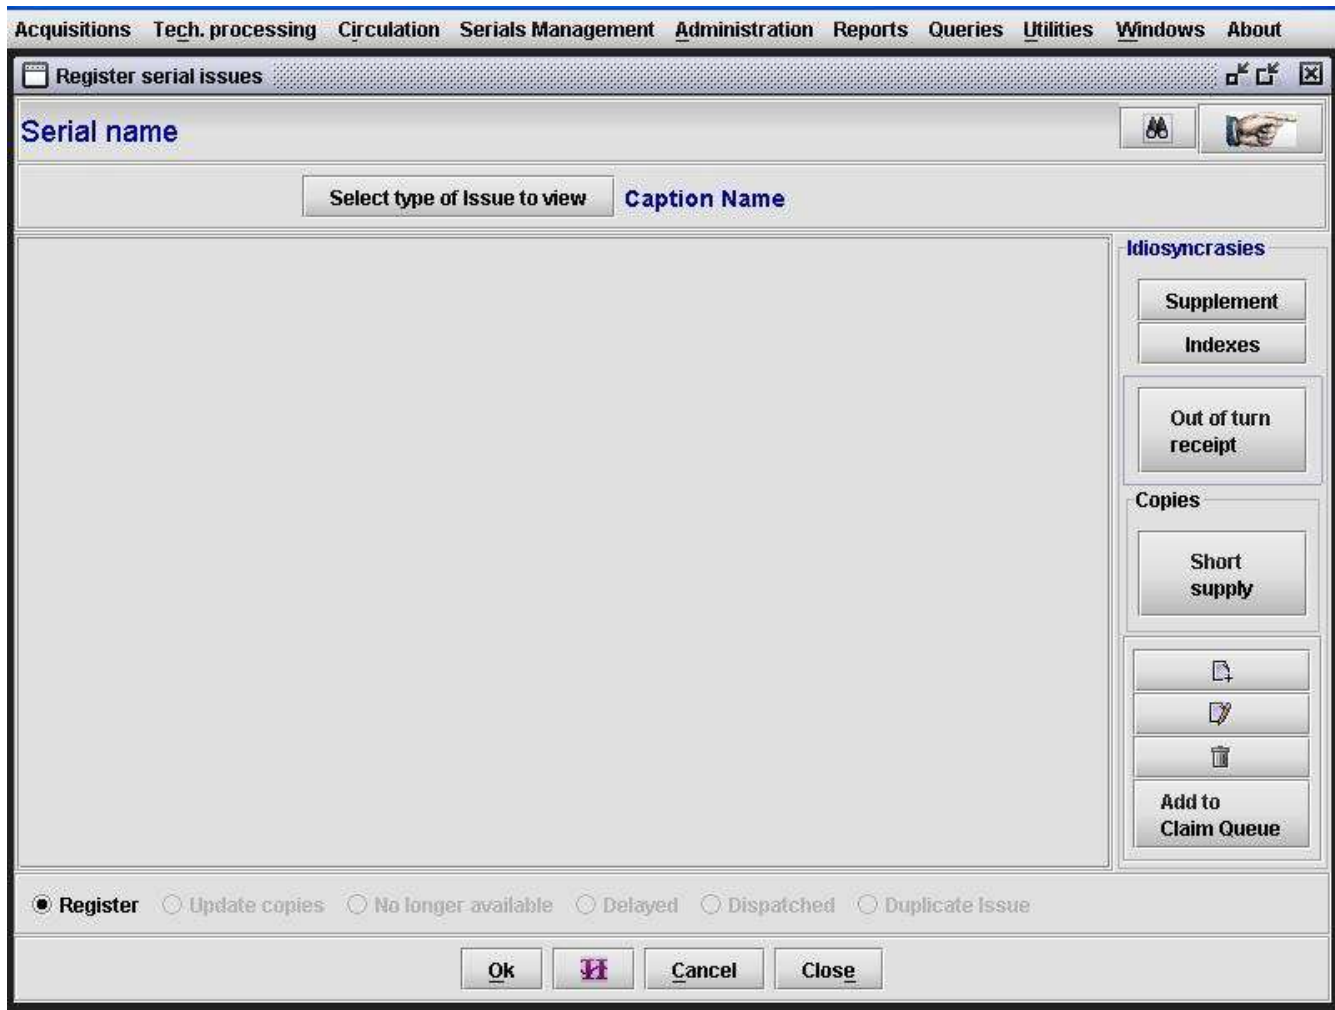 Acquisitions Tech. processing Circulation Serials Management Administration Reports Queries Utilities Windows About
Register serial issues
Serial name
Select type of Issue to view Caption Name
Idiosyncrasies
Supplement
Indexes
Out of turn
receipt
Copies
Short
supply
Add to
Claim Queue
Register Update copies No longer available Delayed Dispatched Duplicate Issue
Ok Cancel Close